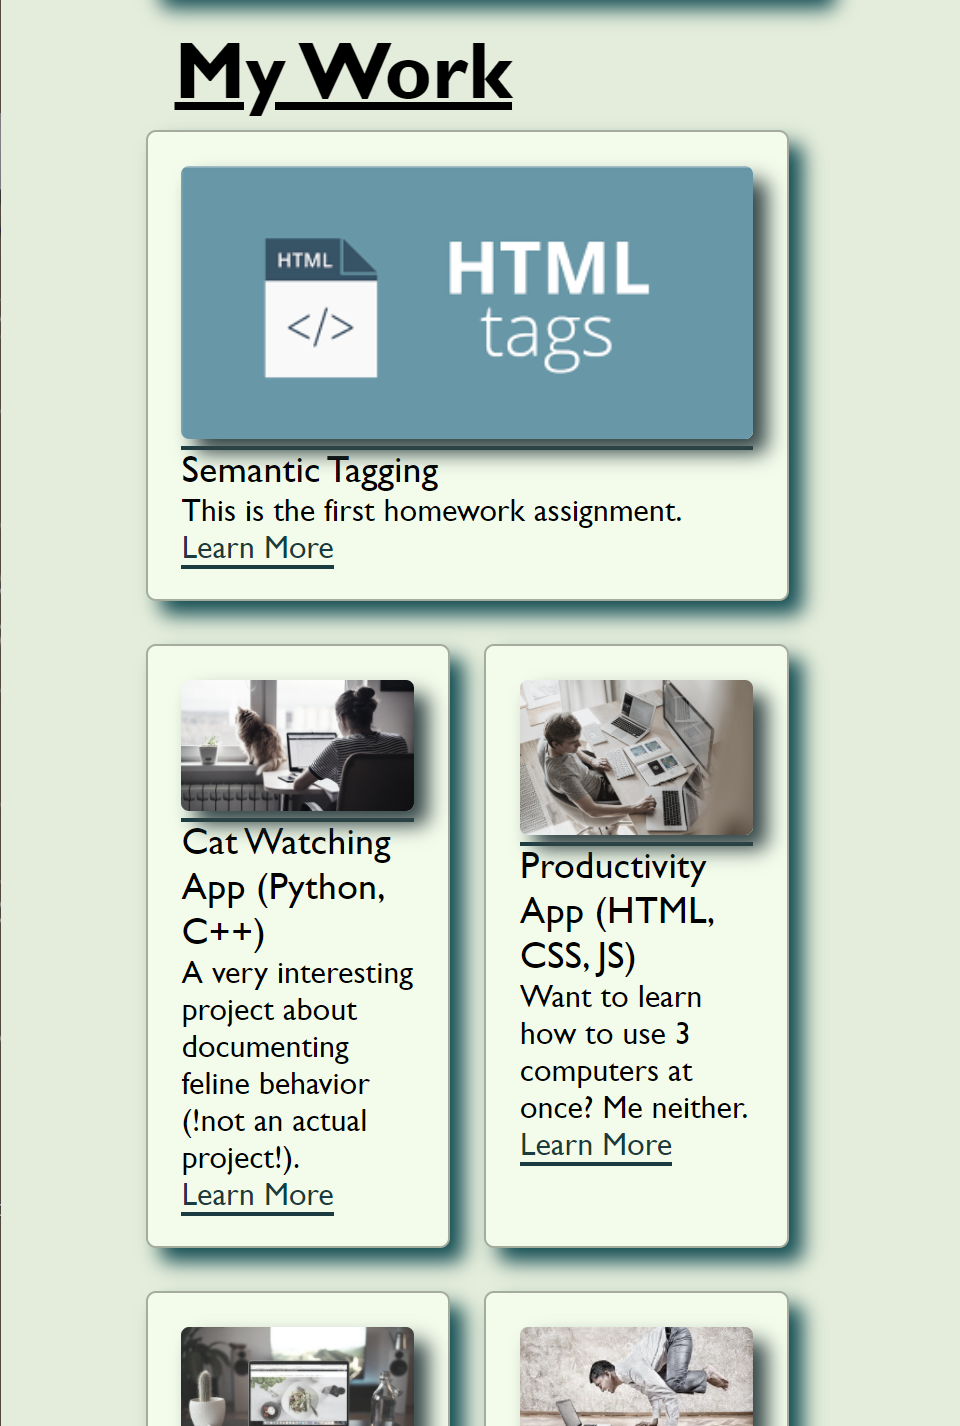 My Work
HTML
HTML
</>
tags
Semantic Tagging
This is the first homework assignment.
Learn More
Cat Watching
App (Python,
C++)
A very interesting
project about
documenting
feline behavior
(!not an actual
project!).
Learn More
Productivity
App (HTML,
CSS, JS)
Want to learn
how to use 3
computers at
once? Me neither.
Learn More